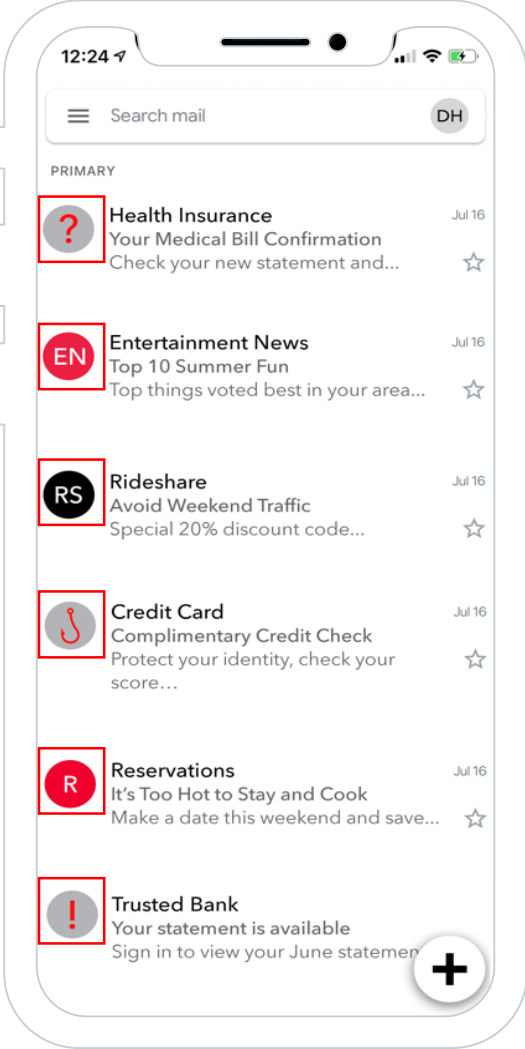 12:24
Search mail
DH
PRIMARY
?
Health Insurance
Jul 16
Your Medical Bill Confirmation
Check your new statement and...
EN
Entertainment News
Jul 16
Top 10 Summer Fun
Top things voted best in your area...
RS
Rideshare
Jul 16
Avoid Weekend Traffic
Special 20% discount code...
Credit Card
Jul 16
Complimentary Credit Check
Protect your identity, check your
score...
R
Reservations
Jul 16
It's Too Hot to Stay and Cook
Make a date this weekend and save...
!
Trusted Bank
Your statement is available
Sign in to view your June statemen
+